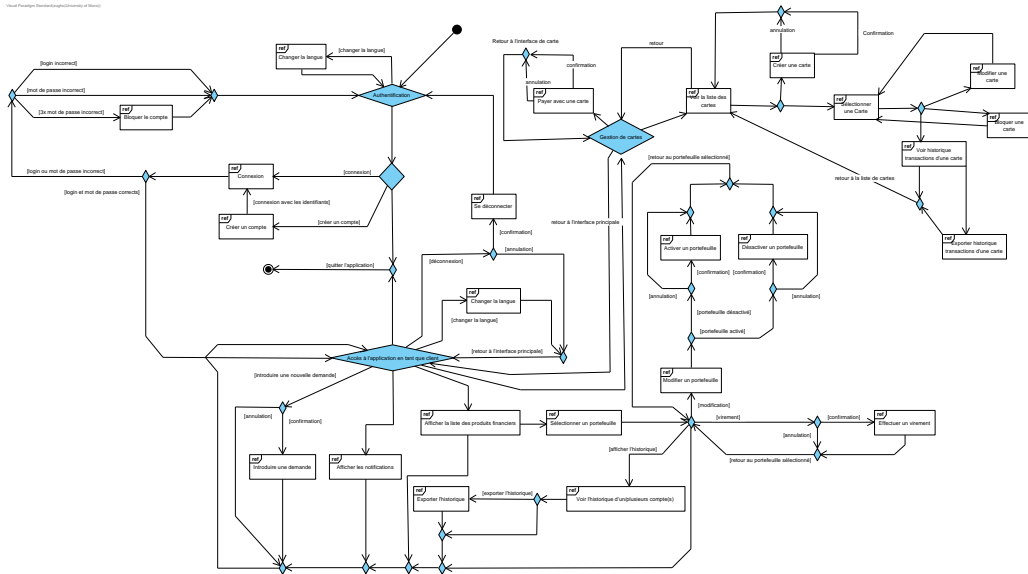 Visual Paradigm Standard(soogha(University of Illinois))
Retour à l'interface de carte
retour
annulation
Confirmation
ref
Changer la langue
[changer la langue]
ref
Créer une carte
ref
Modifier une
carte
[login incorrect]
confirmation
annulation
[mot de passe incorrect]
Authentification
ref
Payer avec une carte
ref
Voir la liste des
cartes
ref
Sélectionner
une Carte
[3x mot de passe incorrect]
ref
Bloquer le compte
ref
Bloquer une
carte
Gestion de cartes
ref
Voir historique
transactions d'une carte
[retour au portefeuille sélectionné]
[login ou mot de passe incorrect]
ref
Connexion
[connexion]
retour à la liste de cartes
[login et mot de passe corrects]
[connexion avec les identifiants]
ref
Se déconnecter
ref
Créer un compte
[créer un compte]
retour à l'interface principale
[confirmation]
ref
Activer un portefeuille
ref
Désactiver un portefeuille
ref
Exporter historique
transactions d'une carte
[annulation]
[quitter l'application]
[déconnexion]
[confirmation]
[confirmation]
ref
Changer la langue
[annulation]
[annulation]
[changer la langue]
[portefeuille désactivé]
[portefeuille activé]
Accès à l'application en tant que client
[retour à l'interface principale]
[introduire une nouvelle demande]
ref
Modifier un portefeuille
[modification]
[annulation]
[confirmation]
ref
Afficher la liste des produits financiers
ref
Sélectionner un portefeuille
[virement]
[confirmation]
ref
Effectuer un virement
[annulation]
[afficher l'historique]
[retour au portefeuille sélectionné]
ref
Introduire une demande
ref
Afficher les notifications
ref
Exporter l'historique
[exporter l'historique]
ref
Voir l'historique d'un/plusieurs compte(s)